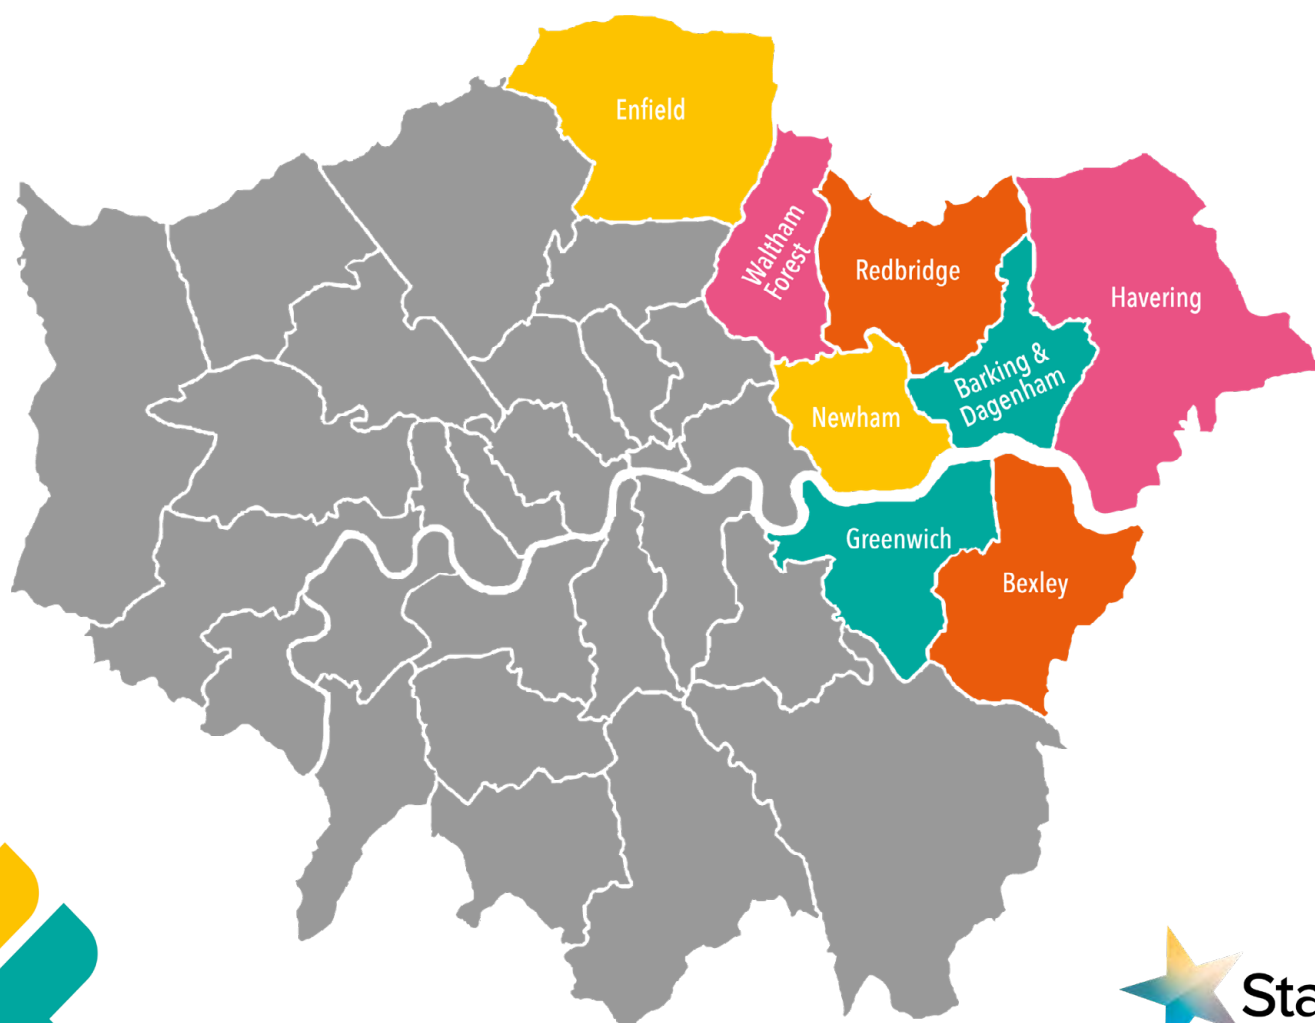 Enfield
Waltham
Forest
Redbridge
Havering
Barking &
Dagenham
Newham
Greenwich
Bexley
Sta